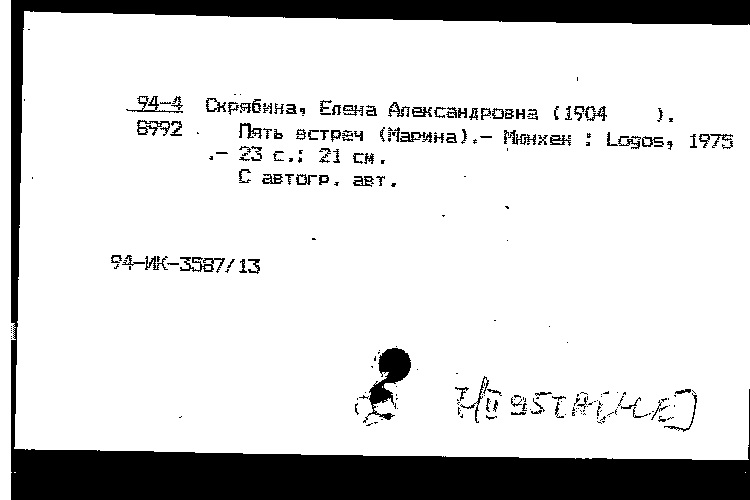 94-4 Скрябина, Елена Александровна (1904 ).
8992 Пять встреч (Марина).- Мюнхен : Logos, 1975
.- 23 с.; 21 см.
С автогр. авт.
94-ИК-3587/13